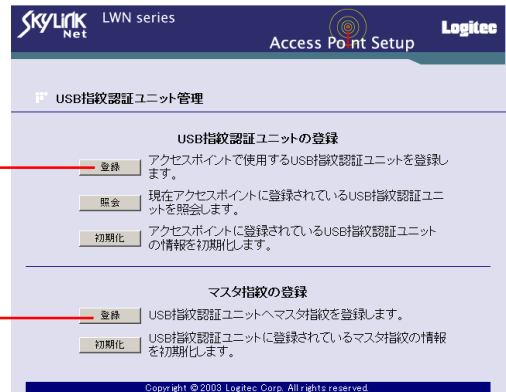 SKYLINK Net LWN series
Access Point Setup
Logitec
USB指紋認証ユニット管理
USB指紋認証ユニットの登録
登録 アクセスポイントで使用するUSB指紋認証ユニットを登録し
ます。
照会 現在アクセスポイントに登録されているUSB指紋認証ユニ
ットを照会します。
初期化 アクセスポイントに登録されているUSB指紋認証ユニット
の情報を初期化します。
マスタ指紋の登録
登録 USB指紋認証ユニットへマスタ指紋を登録します。
初期化 USB指紋認証ユニットに登録されているマスタ指紋の情報
を初期化します。
Copyright © 2003 Logitec Corp. All rights reserved.